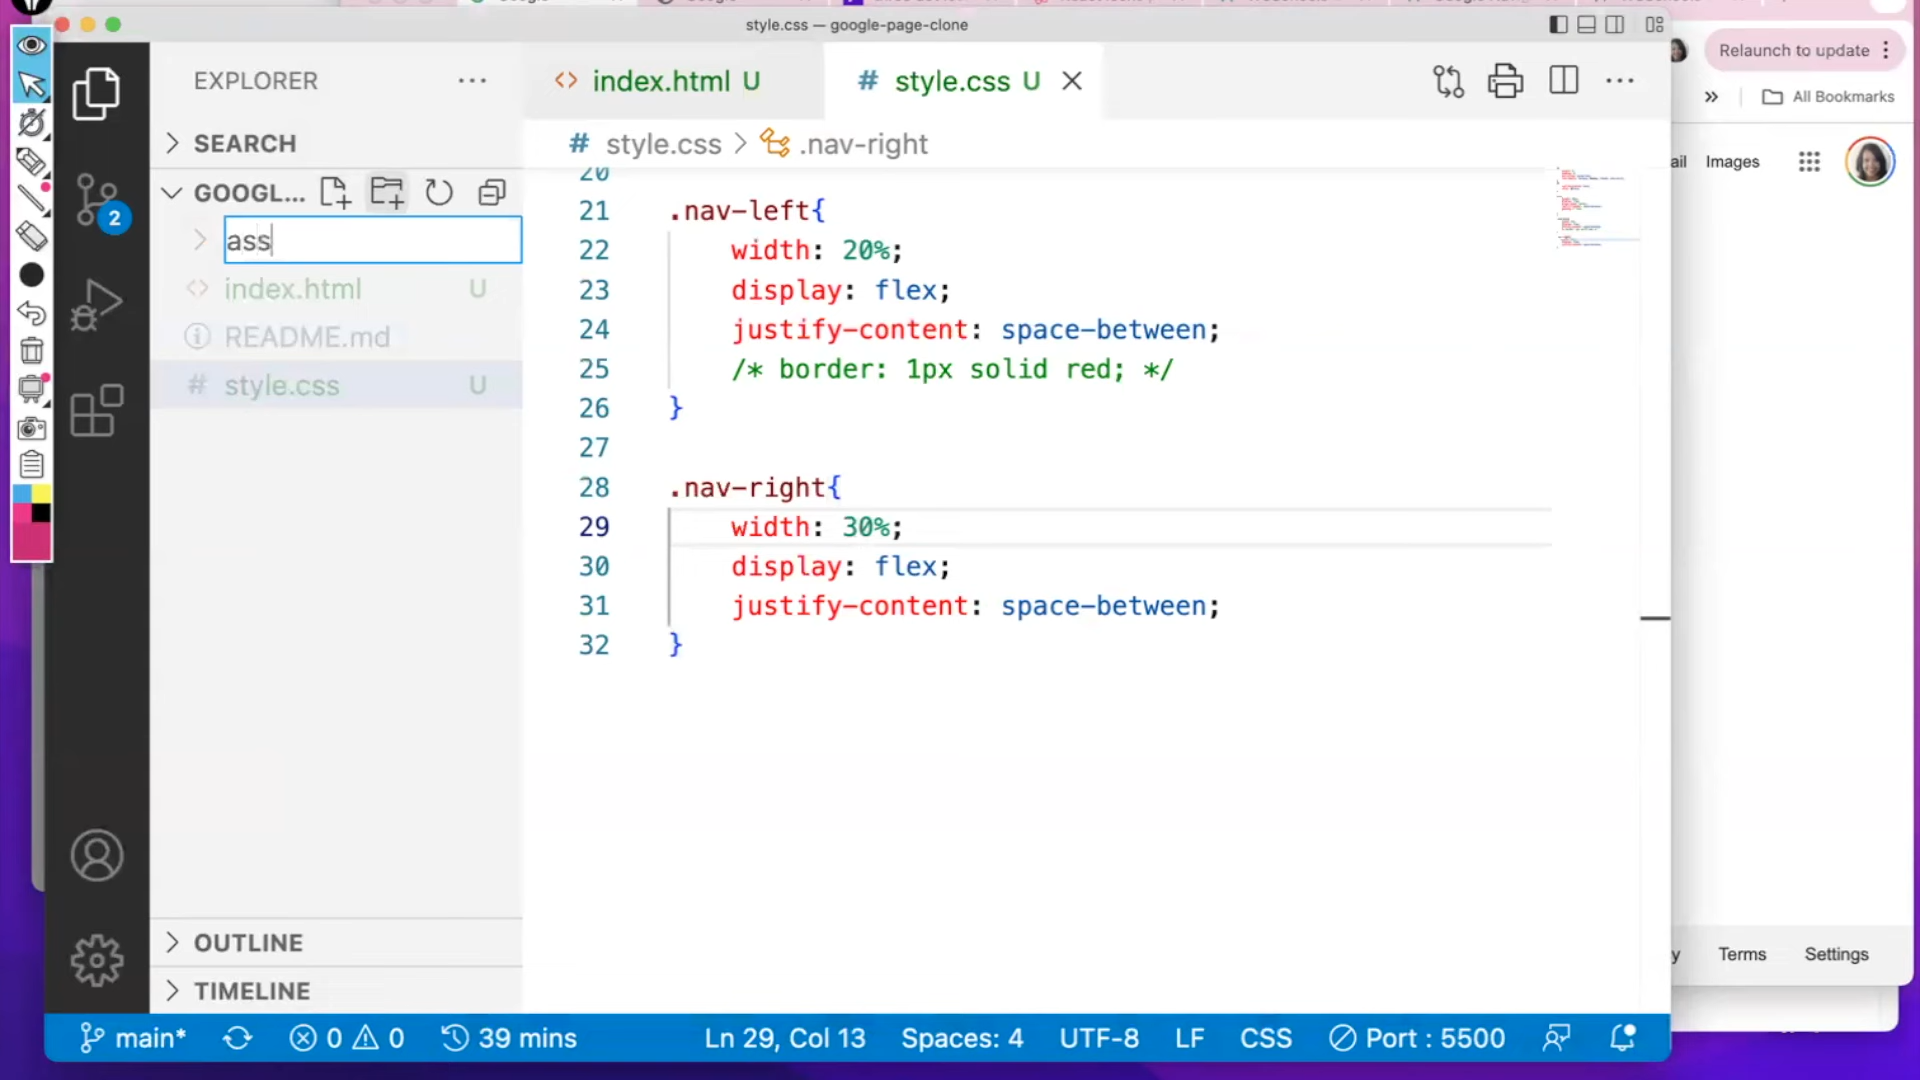 style.css — google-page-clone
Relaunch to update
All Bookmarks
EXPLORER
index.html U
style.css U
SEARCH
style.css > .nav-right
Images
GOOGL...
ass
index.html U
README.md
style.css U
20
21 .nav-left{
22 width: 20%;
23 display: flex;
24 justify-content: space-between;
25 /* border: 1px solid red; */
26 }
27
28 .nav-right{
29 width: 30%;
30 display: flex;
31 justify-content: space-between;
32 }
2
OUTLINE
TIMELINE
y Terms Settings
main* 0 0 39 mins Ln 29, Col 13 Spaces: 4 UTF-8 LF CSS Port : 5500